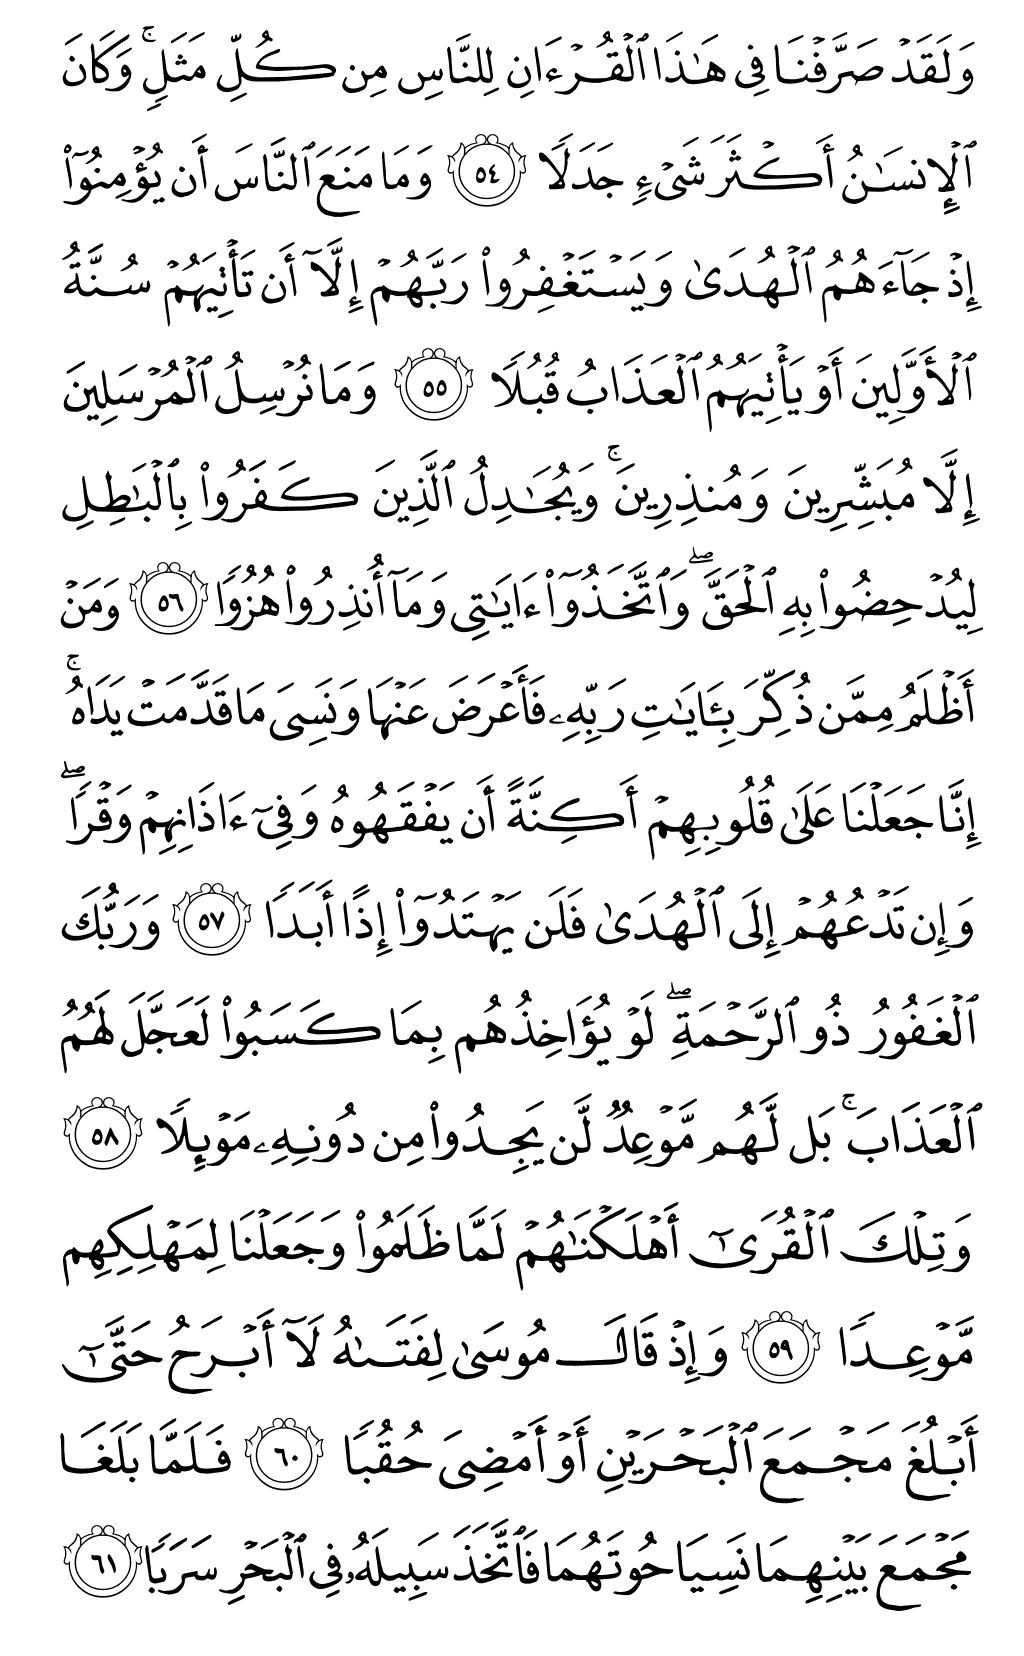 وَلَقَدۡ صَرَّفۡنَا فِي هَٰذَا ٱلۡقُرۡءَانِ لِلنَّاسِ مِن كُلِّ مَثَلٖۚ وَكَانَ
ٱلۡإِنسَٰنُ أَكۡثَرَ شَيۡءٖ جَدَلٗا ٥٤ وَمَا مَنَعَ ٱلنَّاسَ أَن يُؤۡمِنُوٓاْ
إِذۡ جَآءَهُمُ ٱلۡهُدَىٰ وَيَسۡتَغۡفِرُواْ رَبَّهُمۡ إِلَّآ أَن تَأۡتِيَهُمۡ سُنَّةُ
ٱلۡأَوَّلِينَ أَوۡ يَأۡتِيَهُمُ ٱلۡعَذَابُ قُبُلٗا ٥٥ وَمَا نُرۡسِلُ ٱلۡمُرۡسَلِينَ
إِلَّا مُبَشِّرِينَ وَمُنذِرِينَۚ وَيُجَٰدِلُ ٱلَّذِينَ كَفَرُواْ بِٱلۡبَٰطِلِ
لِيُدۡحِضُواْ بِهِ ٱلۡحَقَّۖ وَٱتَّخَذُوٓاْ ءَايَٰتِي وَمَآ أُنذِرُواْ هُزُوٗا ٥٦ وَمَنۡ
أَظۡلَمُ مِمَّن ذُكِّرَ بِـَٔايَٰتِ رَبِّهِۦ فَأَعۡرَضَ عَنۡهَا وَنَسِيَ مَا قَدَّمَتۡ يَدَاهُۚ
إِنَّا جَعَلۡنَا عَلَىٰ قُلُوبِهِمۡ أَكِنَّةً أَن يَفۡقَهُوهُ وَفِيٓ ءَاذَانِهِمۡ وَقۡرٗاۖ
وَإِن تَدۡعُهُمۡ إِلَى ٱلۡهُدَىٰ فَلَن يَهۡتَدُوٓاْ إِذًا أَبَدٗا ٥٧ وَرَبُّكَ
ٱلۡغَفُورُ ذُو ٱلرَّحۡمَةِۖ لَوۡ يُؤَاخِذُهُم بِمَا كَسَبُواْ لَعَجَّلَ لَهُمُ
ٱلۡعَذَابَۚ بَل لَّهُم مَّوۡعِدٞ لَّن يَجِدُواْ مِن دُونِهِۦ مَوۡئِلٗا ٥٨
وَتِلۡكَ ٱلۡقُرَىٰٓ أَهۡلَكۡنَٰهُمۡ لَمَّا ظَلَمُواْ وَجَعَلۡنَا لِمَهۡلِكِهِم
مَّوۡعِدٗا ٥٩ وَإِذۡ قَالَ مُوسَىٰ لِفَتَىٰهُ لَآ أَبۡرَحُ حَتَّىٰٓ
أَبۡلُغَ مَجۡمَعَ ٱلۡبَحۡرَيۡنِ أَوۡ أَمۡضِيَ حُقُبٗا ٦٠ فَلَمَّا بَلَغَا
مَجۡمَعَ بَيۡنِهِمَا نَسِيَا حُوتَهُمَا فَٱتَّخَذَ سَبِيلَهُۥ فِي ٱلۡبَحۡرِ سَرَبٗا ٦١